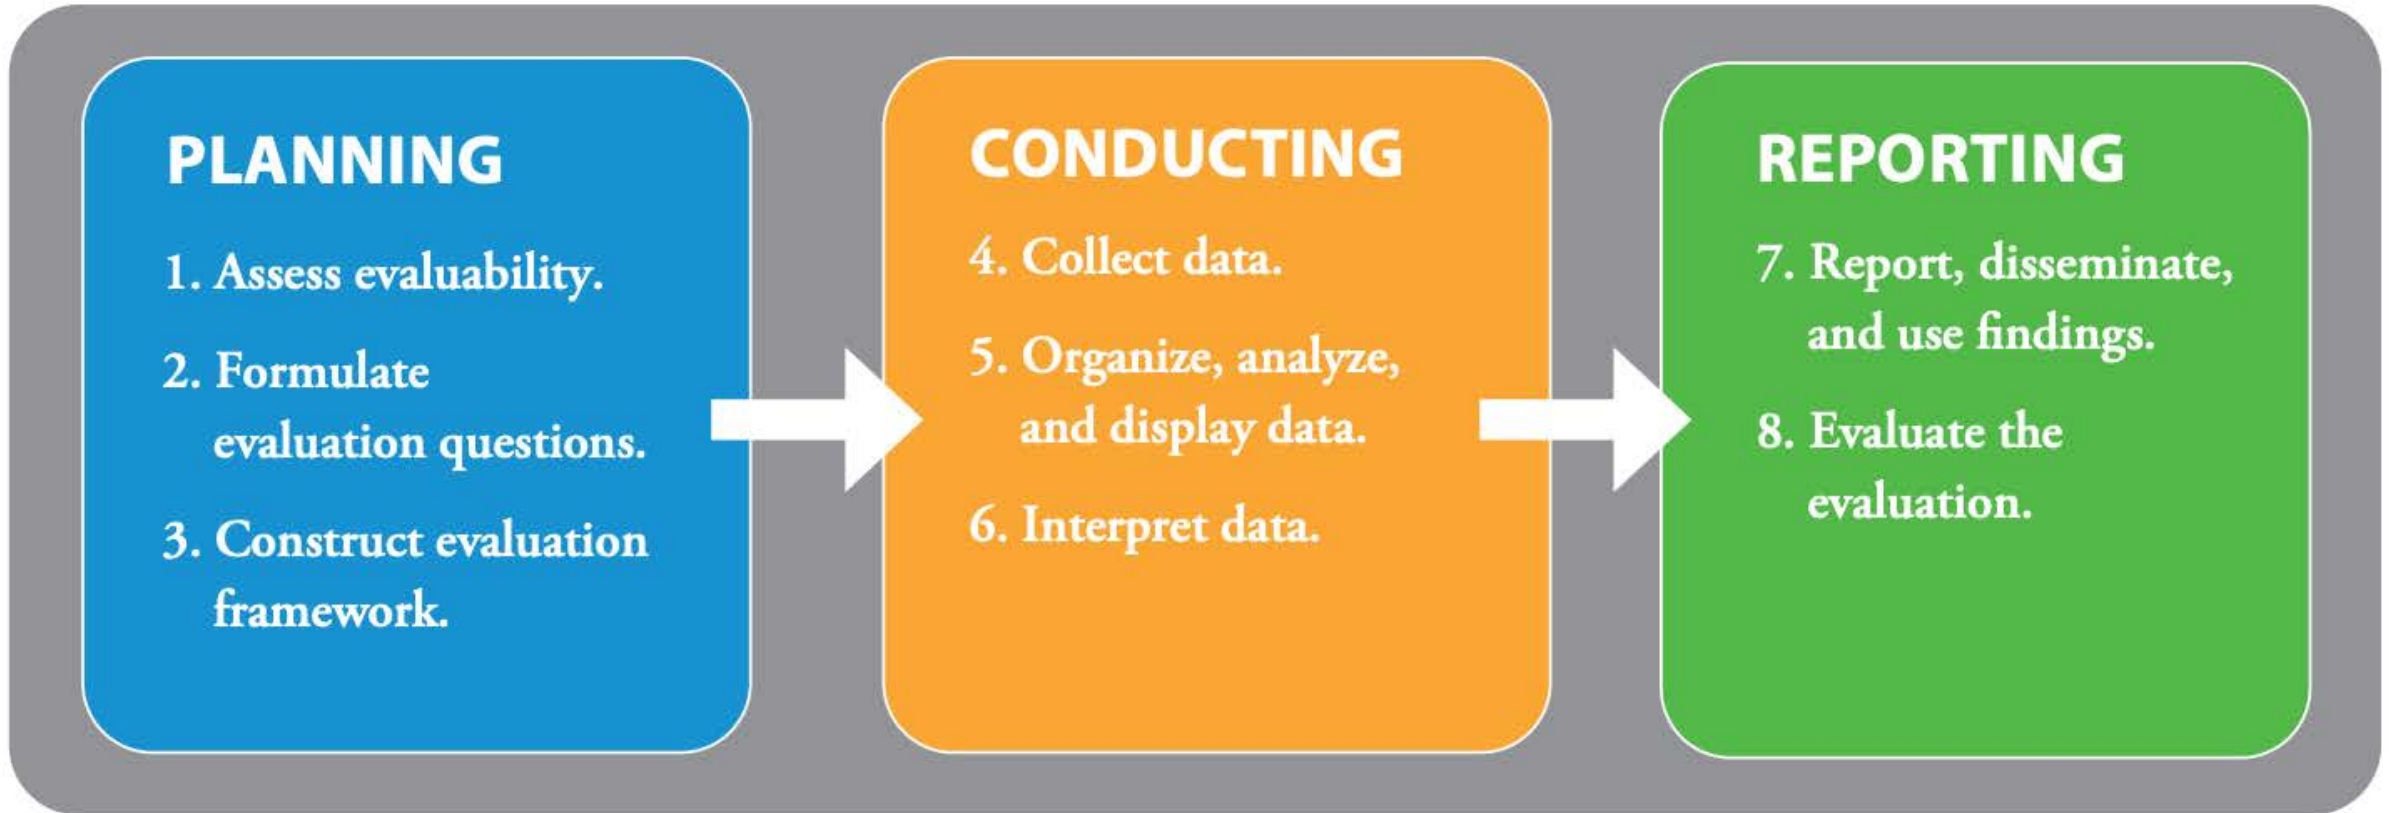 PLANNING
1. Assess evaluability.
2. Formulate
evaluation questions.
3. Construct evaluation
framework.
CONDUCTING
4. Collect data.
5. Organize, analyze,
and display data.
6. Interpret data.
REPORTING
7. Report, disseminate,
and use findings.
8. Evaluate the
evaluation.